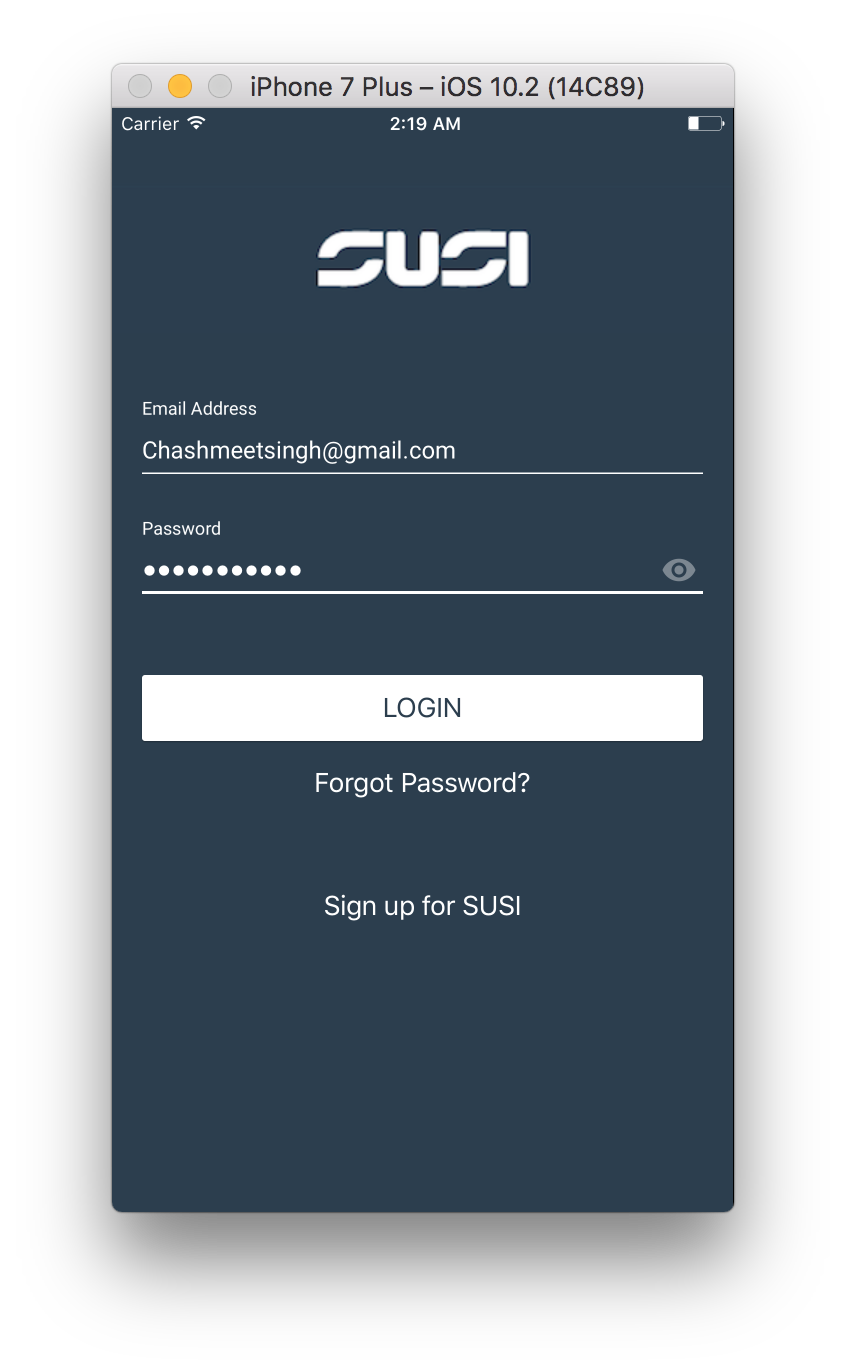 iPhone 7 Plus – iOS 10.2 (14C89)
Carrier 2:19 AM
SUSI
Email Address
Chashmeetsingh@gmail.com
Password
•••••••••••
LOGIN
Forgot Password?
Sign up for SUSI